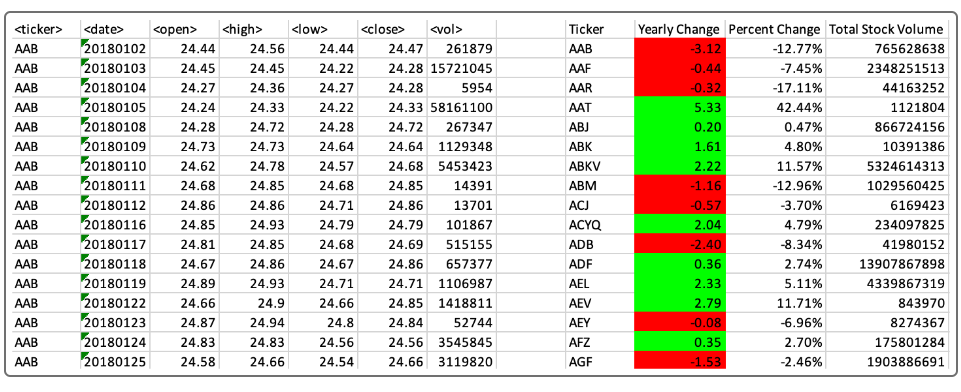 <ticker> <date> <open> <high> <low> <close> <vol> Ticker Yearly Change Percent Change Total Stock Volume
AAB 20180102 24.44 24.56 24.44 24.47 261879 AAB -3.12 -12.77% 765628638
AAB 20180103 24.45 24.45 24.22 24.28 15721045 AAF -0.44 -7.45% 2348251513
AAB 20180104 24.27 24.36 24.27 24.28 5954 AAR -0.32 -17.11% 44163252
AAB 20180105 24.24 24.33 24.22 24.33 58161100 AAT 5.33 42.44% 1121804
AAB 20180108 24.28 24.72 24.28 24.72 267347 ABJ 0.20 0.47% 866724156
AAB 20180109 24.73 24.73 24.64 24.64 1129348 ABK 1.61 4.80% 10391386
AAB 20180110 24.62 24.78 24.57 24.68 5453423 ABKV 2.22 11.57% 5324614313
AAB 20180111 24.68 24.85 24.68 24.85 14391 ABM -1.16 -12.96% 1029560425
AAB 20180112 24.86 24.86 24.71 24.86 13701 ACJ -0.57 -3.70% 6169423
AAB 20180116 24.85 24.93 24.79 24.79 101867 ACYQ 2.04 4.79% 234097825
AAB 20180117 24.81 24.85 24.68 24.69 515155 ADB -2.40 -8.34% 41980152
AAB 20180118 24.67 24.86 24.67 24.86 657377 ADF 0.36 2.74% 13907867898
AAB 20180119 24.89 24.93 24.71 24.71 1106987 AEL 2.33 5.11% 4339867319
AAB 20180122 24.66 24.9 24.66 24.85 1418811 AEV 2.79 11.71% 843970
AAB 20180123 24.87 24.94 24.8 24.84 52744 AEY -0.08 -6.96% 8274367
AAB 20180124 24.83 24.83 24.56 24.56 3545845 AFZ 0.35 2.70% 175801284
AAB 20180125 24.58 24.66 24.54 24.66 3119820 AGF -1.53 -2.46% 1903886691